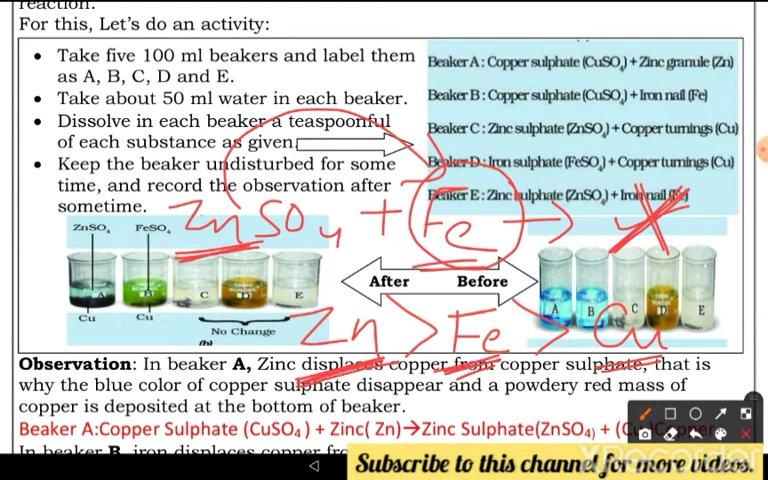 reaction.
For this, Let's do an activity:
• Take five 100 ml beakers and label them
as A, B, C, D and E.
• Take about 50 ml water in each beaker.
• Dissolve in each beaker a teaspoonful
of each substance as given
• Keep the beaker undisturbed for some
time, and record the observation after
sometime.
Beaker A : Copper sulphate (CuSO₄) + Zinc granule (Zn)
Beaker B : Copper sulphate (CuSO₄) + Iron nail (Fe)
Beaker C : Zinc sulphate (ZnSO₄) + Copper turnings (Cu)
Beaker D : Iron sulphate (FeSO₄) + Copper turnings (Cu)
Beaker E : Zinc sulphate (ZnSO₄) + Iron nail (Fe)
ZnSO₄ + Fe →
ZnSO₄ FeSO₄
A B C D E
Cu Cu
No Change
(b)
After Before
A B C D E
Zn > Fe > Cu
Observation: In beaker A, Zinc displaces copper from copper sulphate, that is
why the blue color of copper sulphate disappear and a powdery red mass of
copper is deposited at the bottom of beaker.
Beaker A:Copper Sulphate (CuSO₄ ) + Zinc( Zn)→Zinc Sulphate(ZnSO₄) + (Cu
In beaker B, iron displaces copper
Subscribe to this channel for more videos.